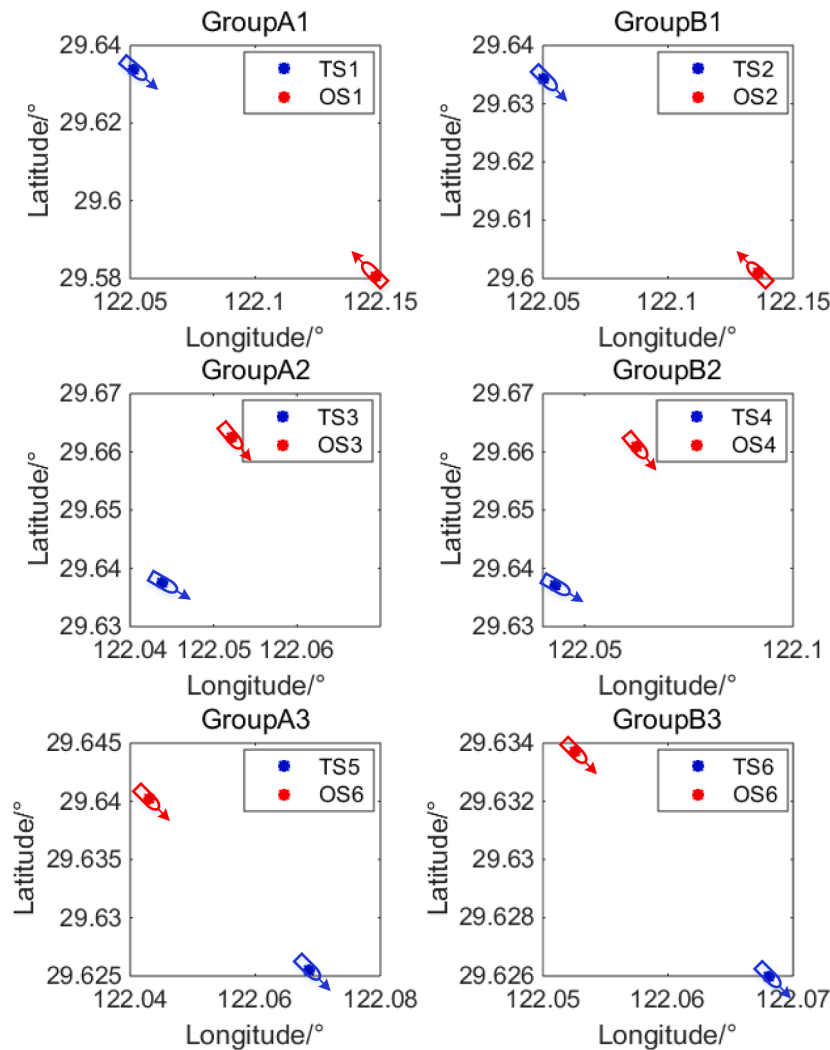 GroupA1
29.64
29.62
29.6
29.58
Latitude/°
TS1
OS1
122.05
122.1
122.15
Longitude/°
GroupB1
29.64
29.63
29.62
29.61
29.6
Latitude/°
TS2
OS2
122.05
122.1
122.15
Longitude/°
GroupA2
29.67
29.66
29.65
29.64
29.63
Latitude/°
TS3
OS3
122.04
122.05
122.06
Longitude/°
GroupB2
29.67
29.66
29.65
29.64
29.63
Latitude/°
TS4
OS4
122.05
122.1
Longitude/°
GroupA3
29.645
29.64
29.635
29.63
29.625
Latitude/°
TS5
OS6
122.04
122.06
122.08
Longitude/°
GroupB3
29.634
29.632
29.63
29.628
29.626
Latitude/°
TS6
OS6
122.05
122.06
122.07
Longitude/°